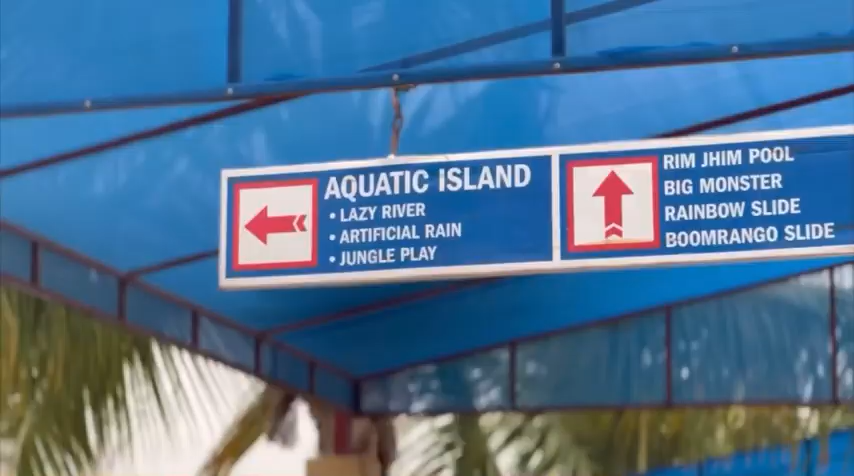 AQUATIC ISLAND
• LAZY RIVER
• ARTIFICIAL RAIN
• JUNGLE PLAY
RIM JHIM POOL
BIG MONSTER
RAINBOW SLIDE
BOOMRANGO SLIDE